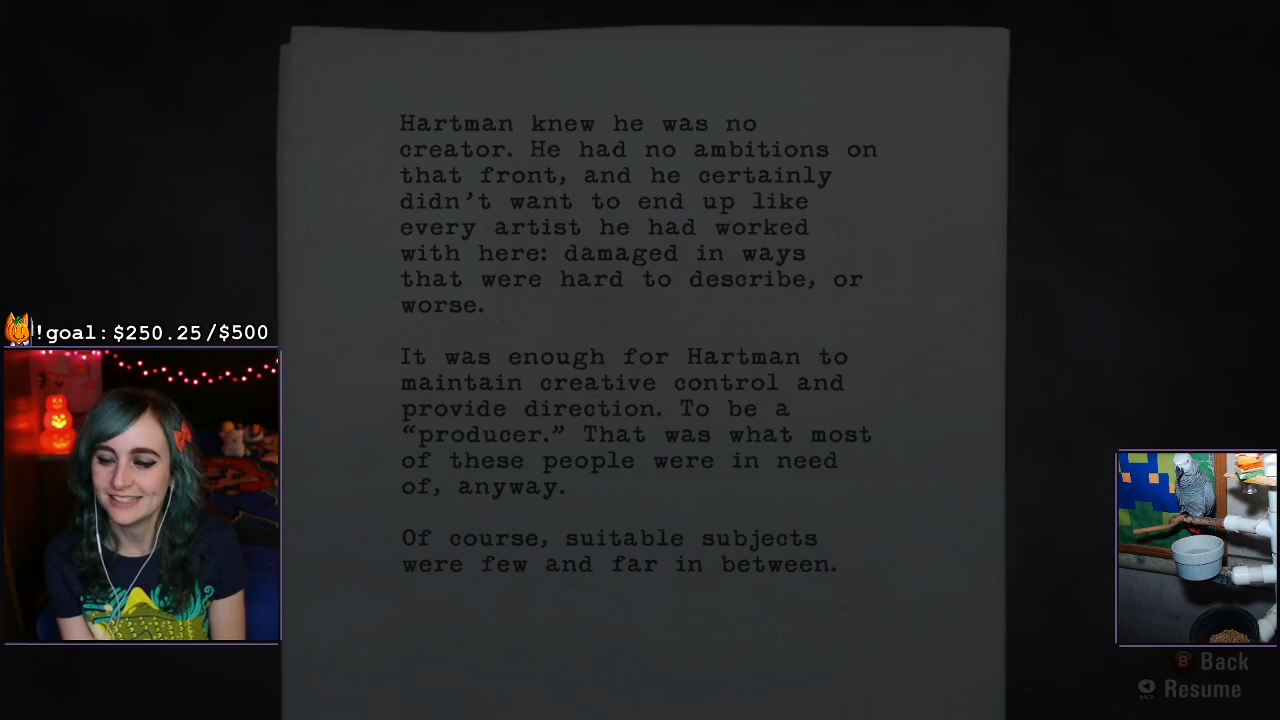 Hartman knew he was no
creator. He had no ambitions on
that front, and he certainly
didn't want to end up like
every artist he had worked
with here: damaged in ways
that were hard to describe, or
worse.
It was enough for Hartman to
maintain creative control and
provide direction. To be a
“producer.” That was what most
of these people were in need
of, anyway.
Of course, suitable subjects
were few and far in between.
!goal: $250.25/$500
B Back
BACK Resume